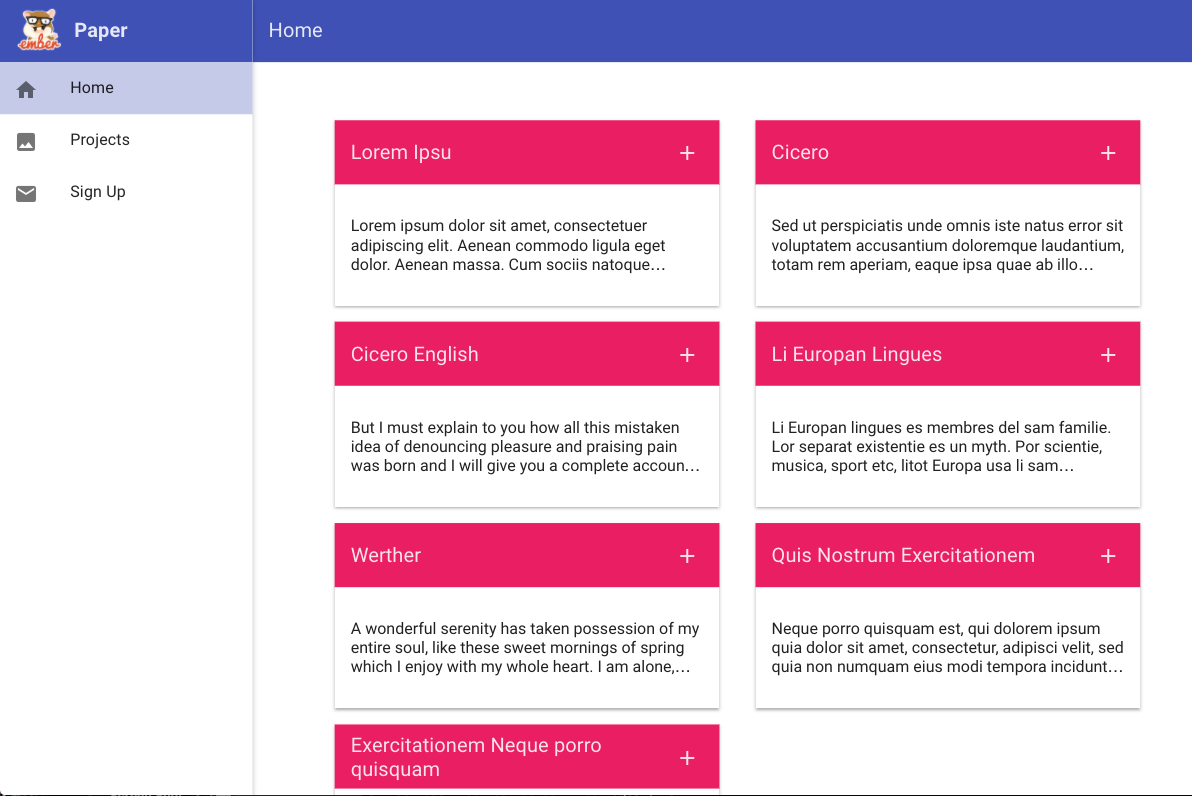 ember
Paper
Home
Home
Projects
Sign Up
Lorem Ipsu
Lorem ipsum dolor sit amet, consectetuer
adipiscing elit. Aenean commodo ligula eget
dolor. Aenean massa. Cum sociis natoque…
Cicero
Sed ut perspiciatis unde omnis iste natus error sit
voluptatem accusantium doloremque laudantium,
totam rem aperiam, eaque ipsa quae ab illo…
Cicero English
But I must explain to you how all this mistaken
idea of denouncing pleasure and praising pain
was born and I will give you a complete accoun…
Li Europan Lingues
Li Europan lingues es membres del sam familie.
Lor separat existentie es un myth. Por scientie,
musica, sport etc, litot Europa usa li sam…
Werther
A wonderful serenity has taken possession of my
entire soul, like these sweet mornings of spring
which I enjoy with my whole heart. I am alone,…
Quis Nostrum Exercitationem
Neque porro quisquam est, qui dolorem ipsum
quia dolor sit amet, consectetur, adipisci velit, sed
quia non numquam eius modi tempora incidunt…
Exercitationem Neque porro
quisquam